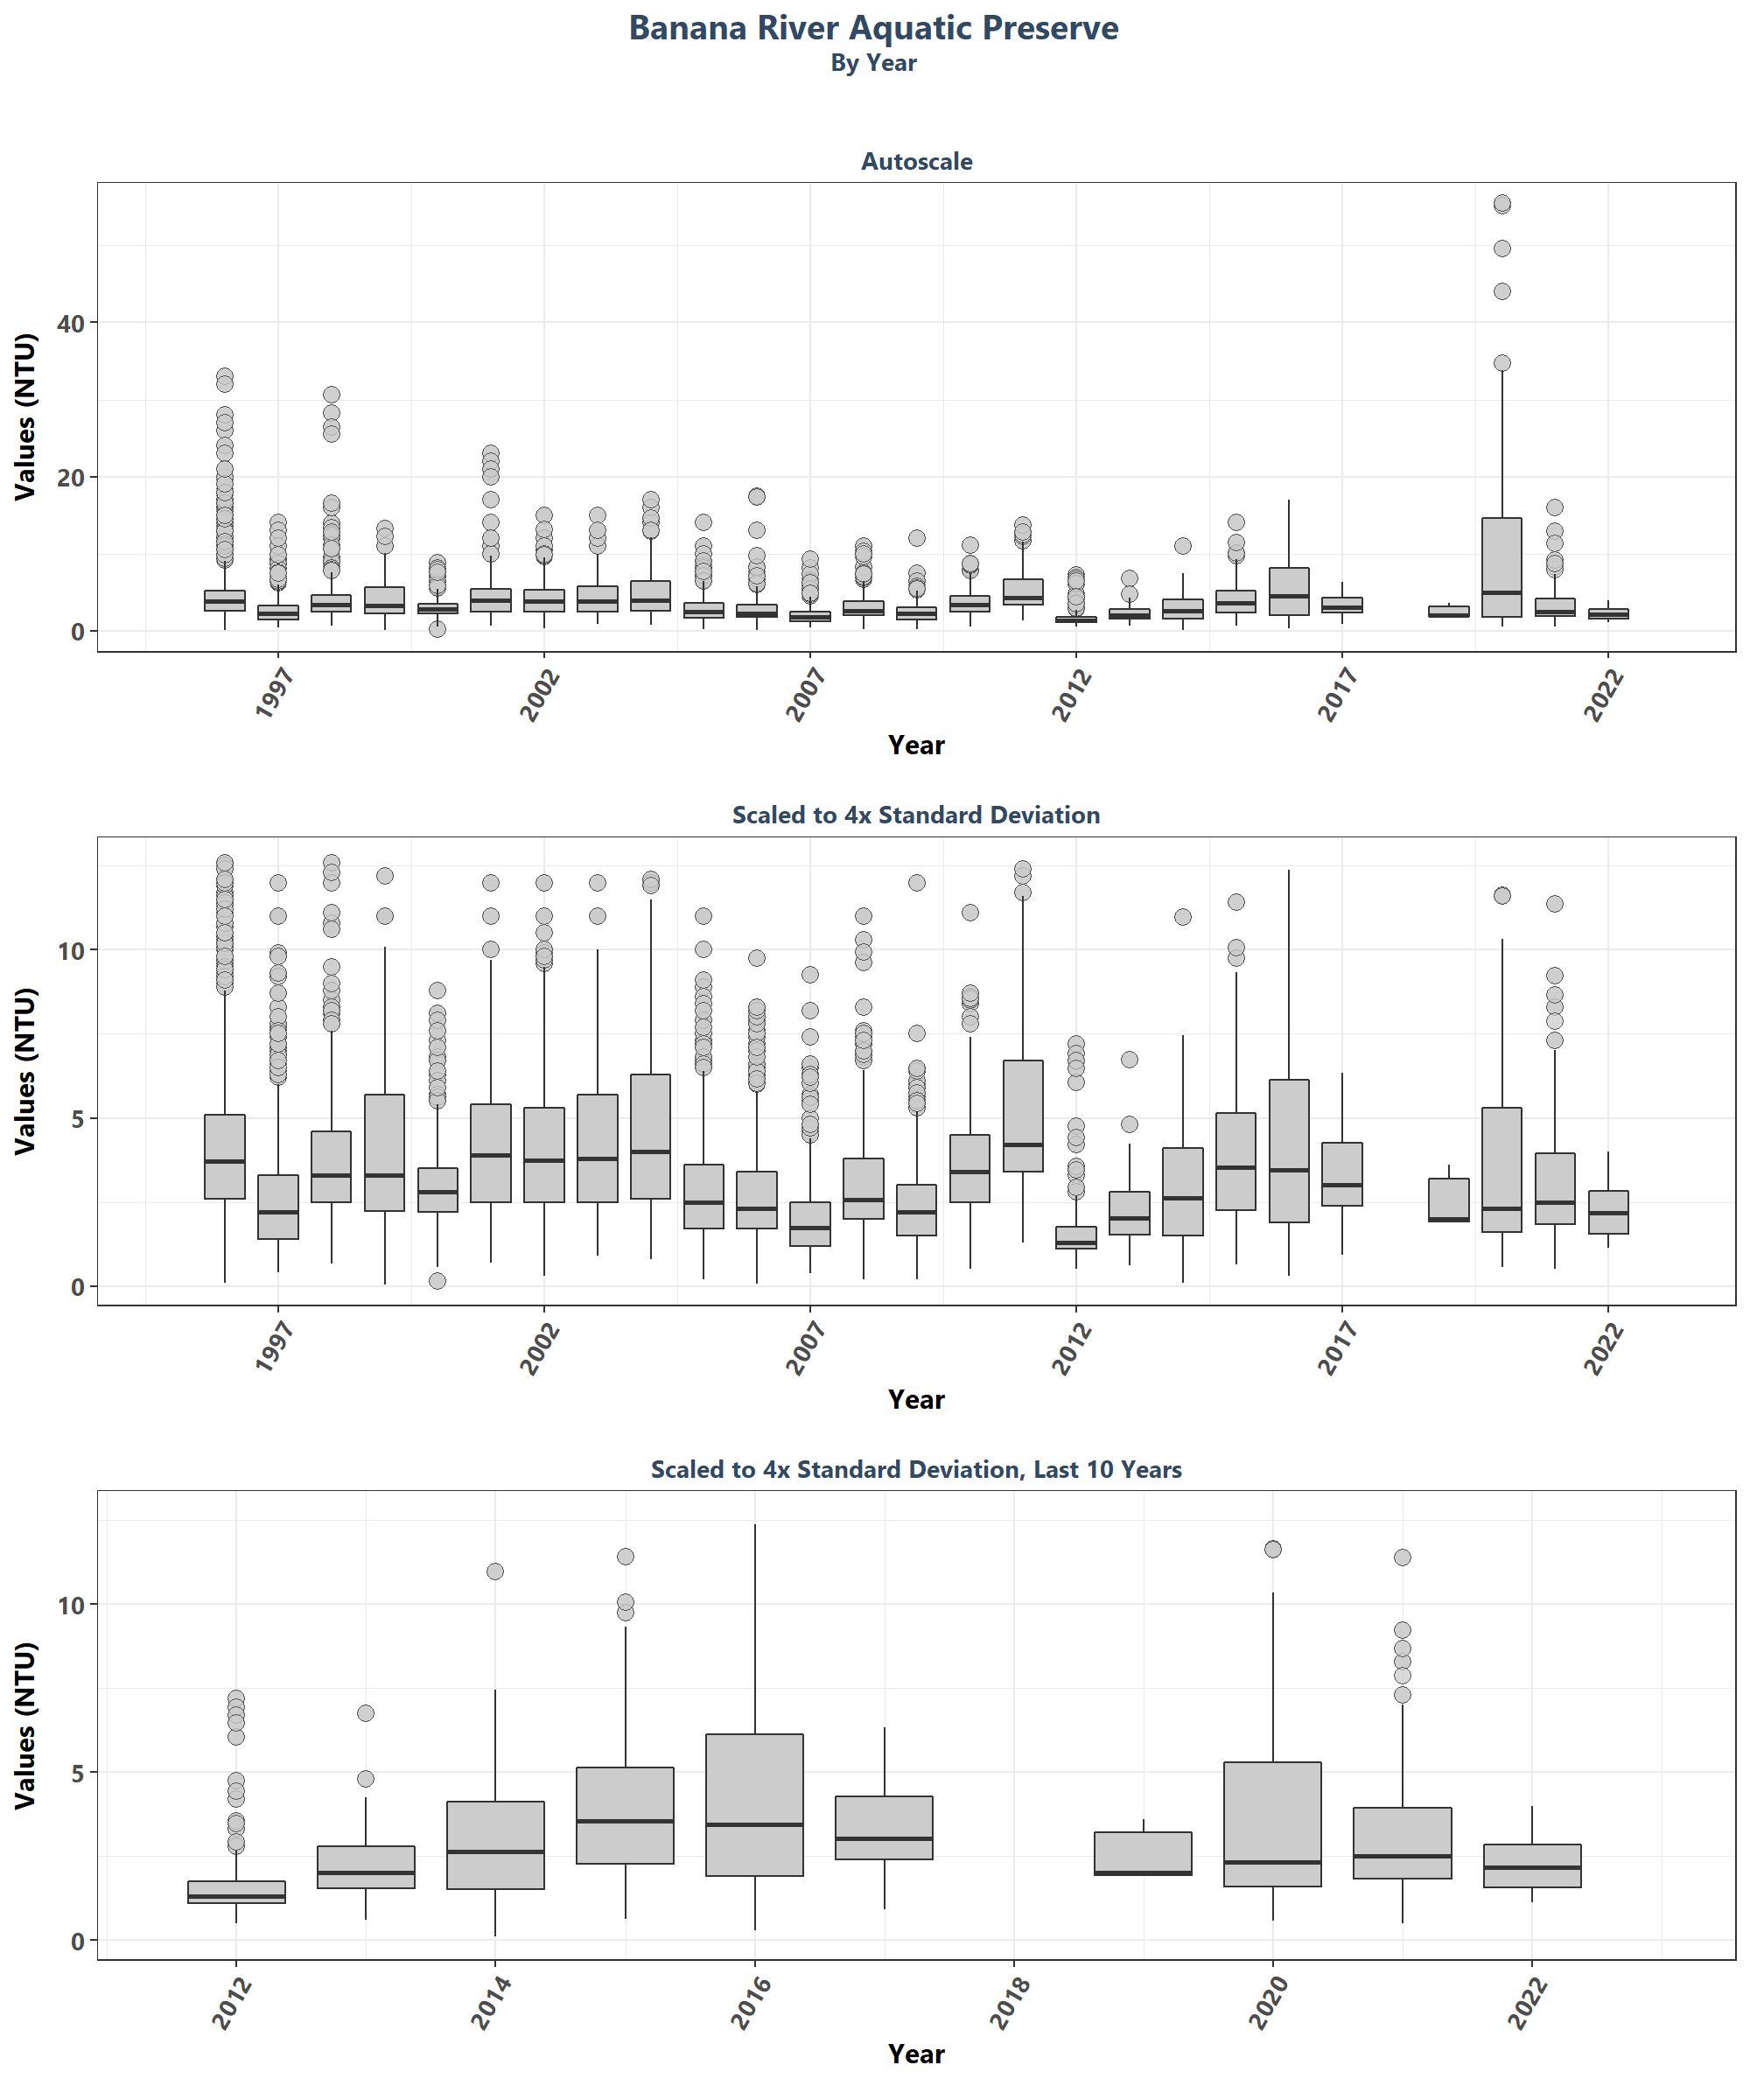 Banana River Aquatic Preserve
By Year
Autoscale
Values (NTU)
40
20
0
1997 2002 2007 2012 2017 2022
Year
Scaled to 4x Standard Deviation
Values (NTU)
10
5
0
1997 2002 2007 2012 2017 2022
Year
Scaled to 4x Standard Deviation, Last 10 Years
Values (NTU)
10
5
0
2012 2014 2016 2018 2020 2022
Year